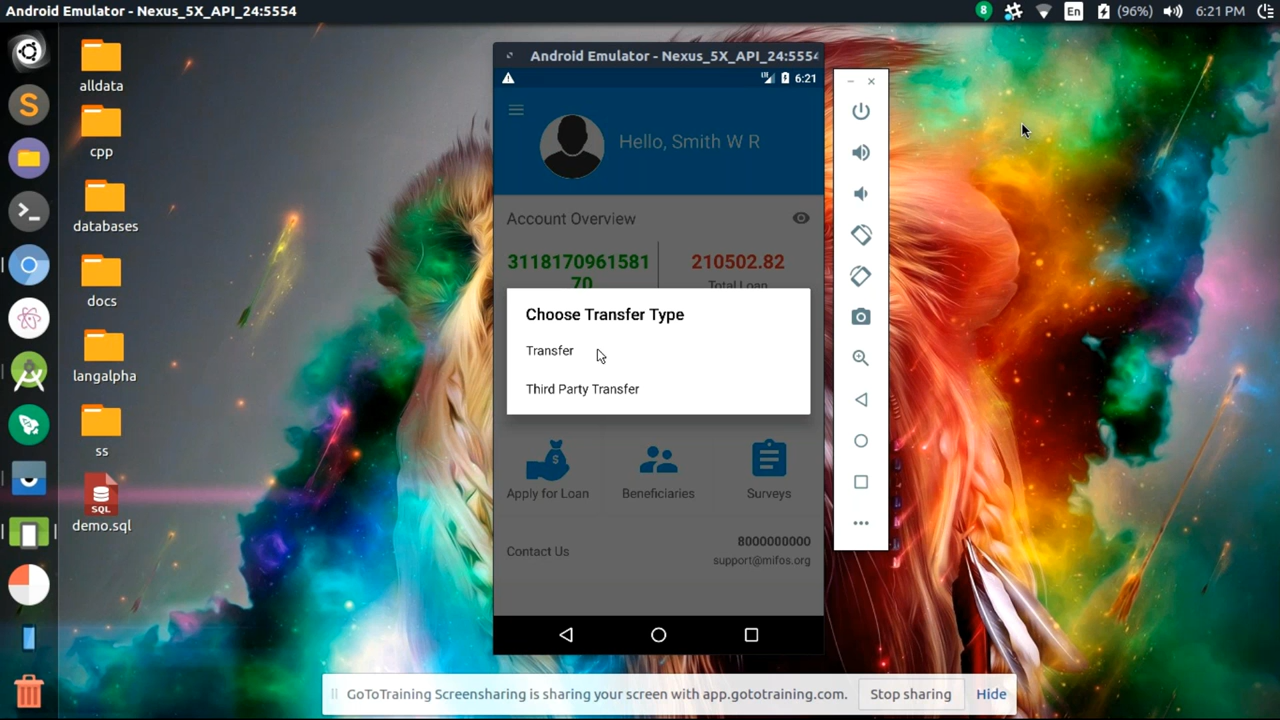 Android Emulator - Nexus_5X_API_24:5554
8
En
(96%)
6:21 PM
alldata
cpp
databases
docs
langalpha
ss
SQL
demo.sql
Android Emulator - Nexus_5X_API_24:5554
LTE
6:21
Hello, Smith W R
Account Overview
3118170961581
70
210502.82
Total Loan
Choose Transfer Type
Transfer
Third Party Transfer
Apply for Loan
Beneficiaries
Surveys
Contact Us
8000000000
support@mifos.org
GoToTraining Screensharing is sharing your screen with app.gototraining.com.
Stop sharing
Hide